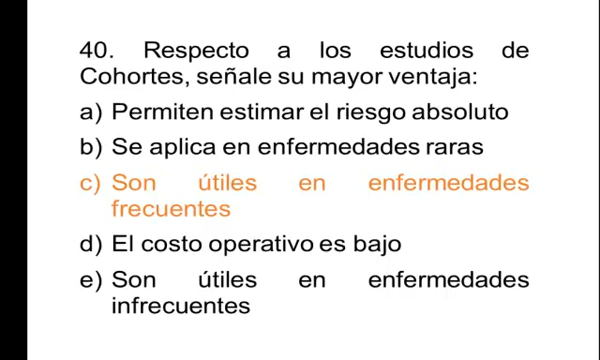 40. Respecto a los estudios de
Cohortes, señale su mayor ventaja:
a) Permiten estimar el riesgo absoluto
b) Se aplica en enfermedades raras
c) Son útiles en enfermedades
frecuentes
d) El costo operativo es bajo
e) Son útiles en enfermedades
infrecuentes